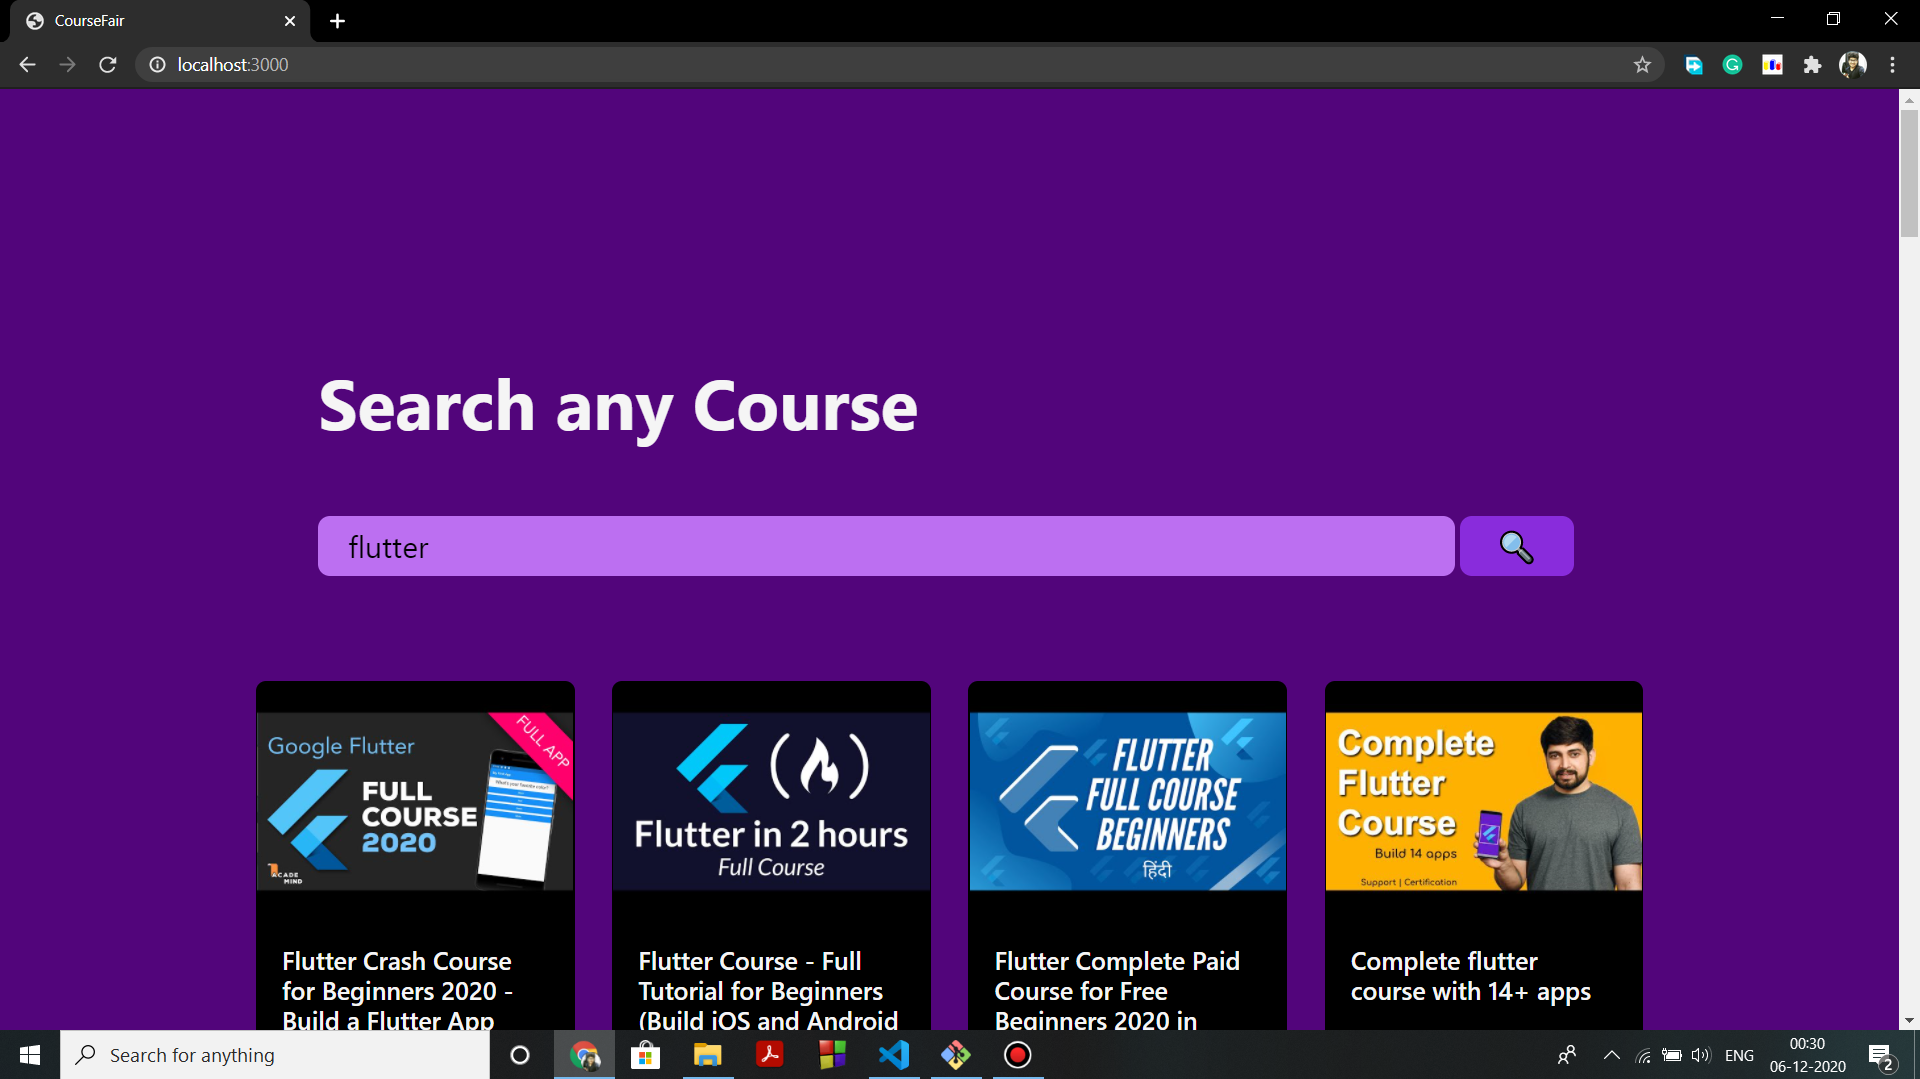 CourseFair
localhost:3000
Search any Course
flutter
Google Flutter
FULL APP
FULL
COURSE
2020
ACADE
MIND
Flutter in 2 hours
Full Course
FLUTTER
FULL COURSE
BEGINNERS
हिंदी
Complete
Flutter
Course
Build 14 apps
Support | Certification
Flutter Crash Course
for Beginners 2020 -
Build a Flutter App
Flutter Course - Full
Tutorial for Beginners
(Build iOS and Android
Flutter Complete Paid
Course for Free
Beginners 2020 in
Complete flutter
course with 14+ apps
Search for anything
ENG
00:30
06-12-2020
2